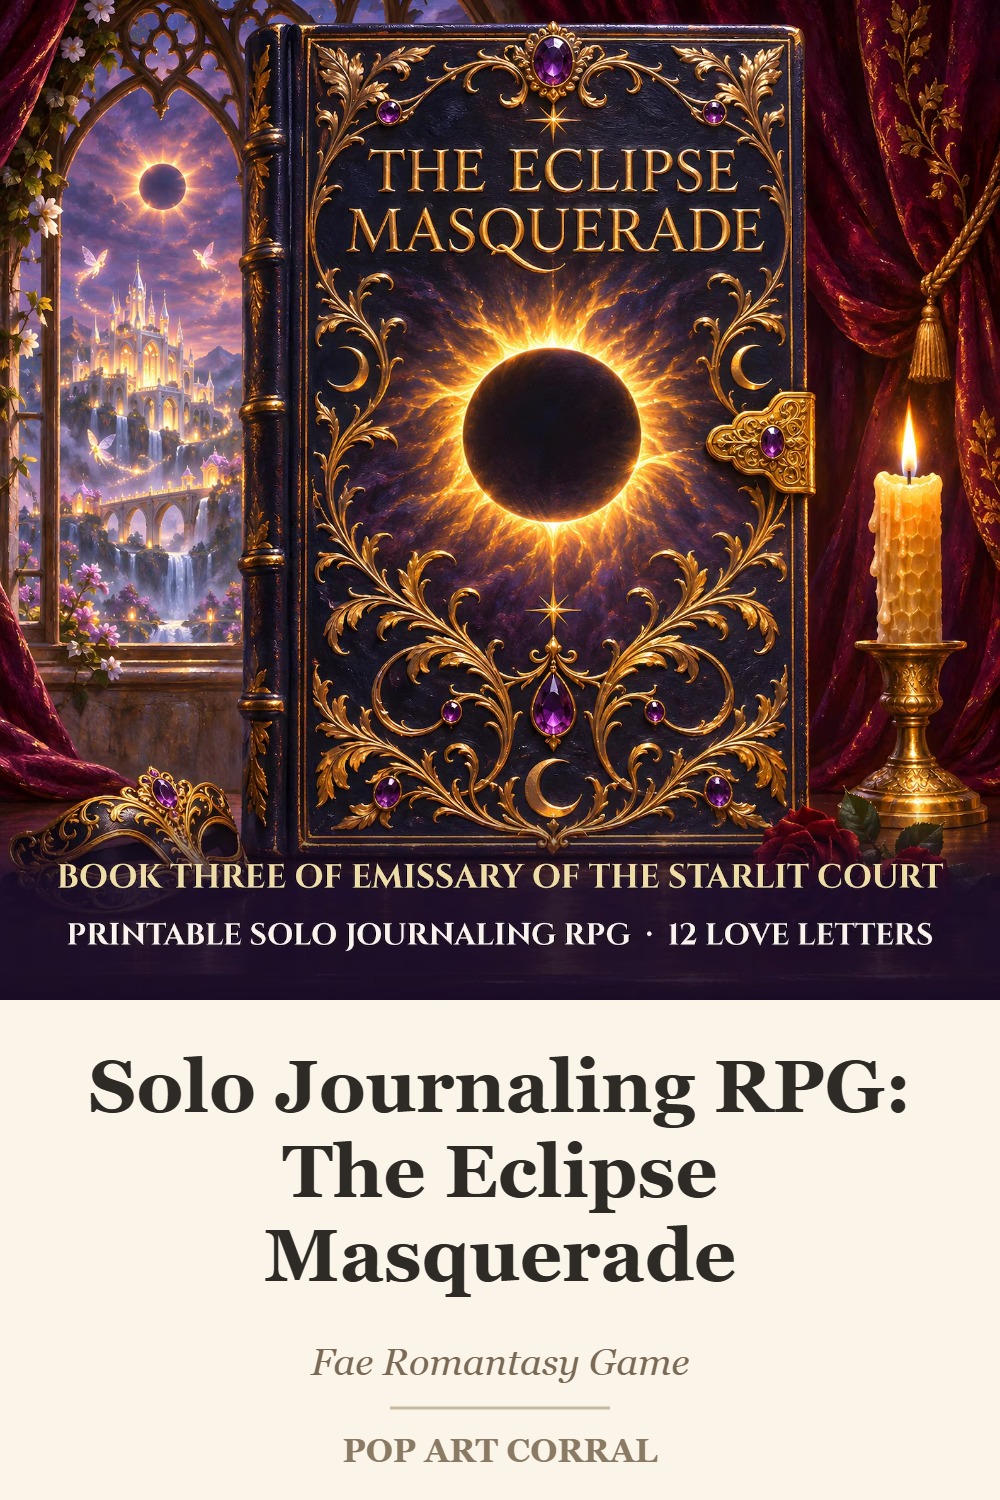 THE ECLIPSE
MASQUERADE
BOOK THREE OF EMISSARY OF THE STARLIT COURT
PRINTABLE SOLO JOURNALING RPG · 12 LOVE LETTERS
Solo Journaling RPG:
The Eclipse
Masquerade
Fae Romantasy Game
POP ART CORRAL